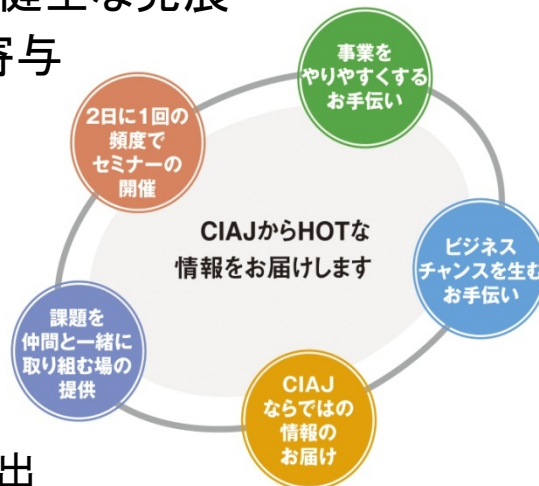 健全な発展
寄与
事業を
やりやすくする
お手伝い
2日に1回の
頻度で
セミナーの
開催
CIAJからHOTな
情報をお届けします
ビジネス
チャンスを生む
お手伝い
課題を
仲間と一緒に
取り組む場の
提供
CIAJ
ならではの
情報の
お届け
出